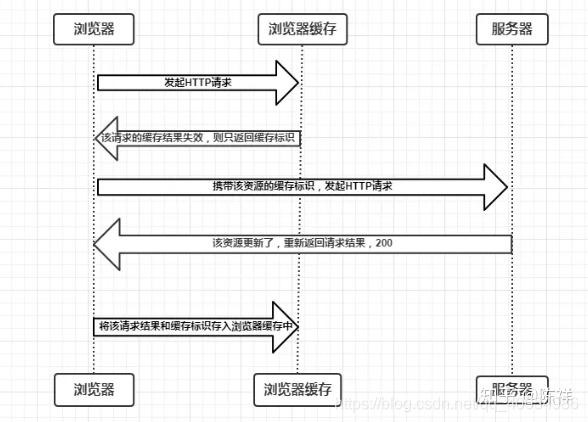 浏览器
浏览器缓存
服务器
发起HTTP请求
该请求的缓存结果失效，则只返回缓存标识
携带该资源的缓存标识，发起HTTP请求
该资源更新了，重新返回请求结果，200
将该请求结果和缓存标识存入浏览器缓存中
浏览器
浏览器缓存
服务器
知乎 @陈祥